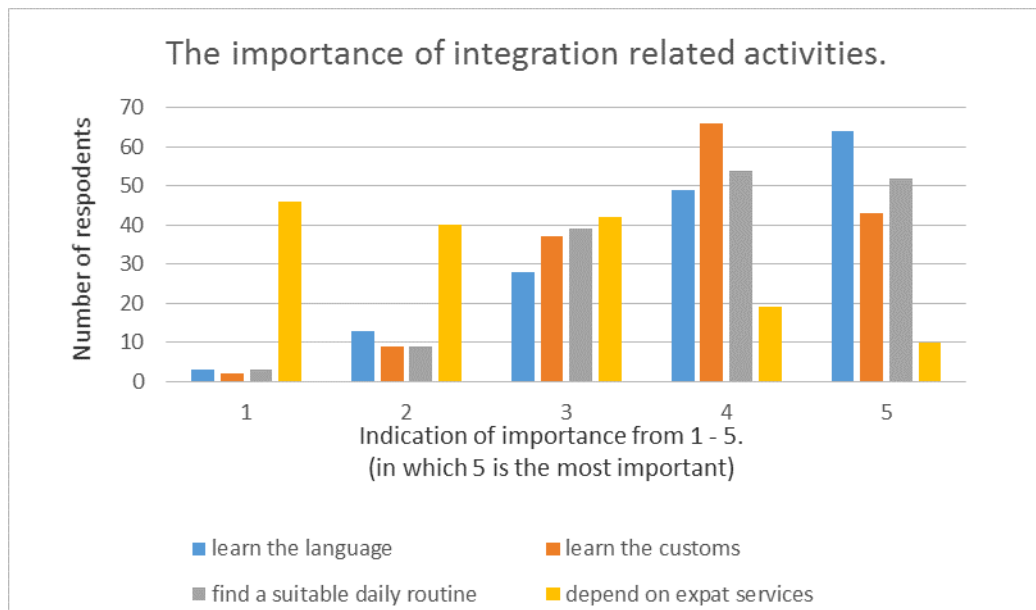 The importance of integration related activities.
Number of respodents
70
60
50
40
30
20
10
0
1 2 3 4 5
Indication of importance from 1 - 5.
(in which 5 is the most important)
learn the language learn the customs
find a suitable daily routine depend on expat services